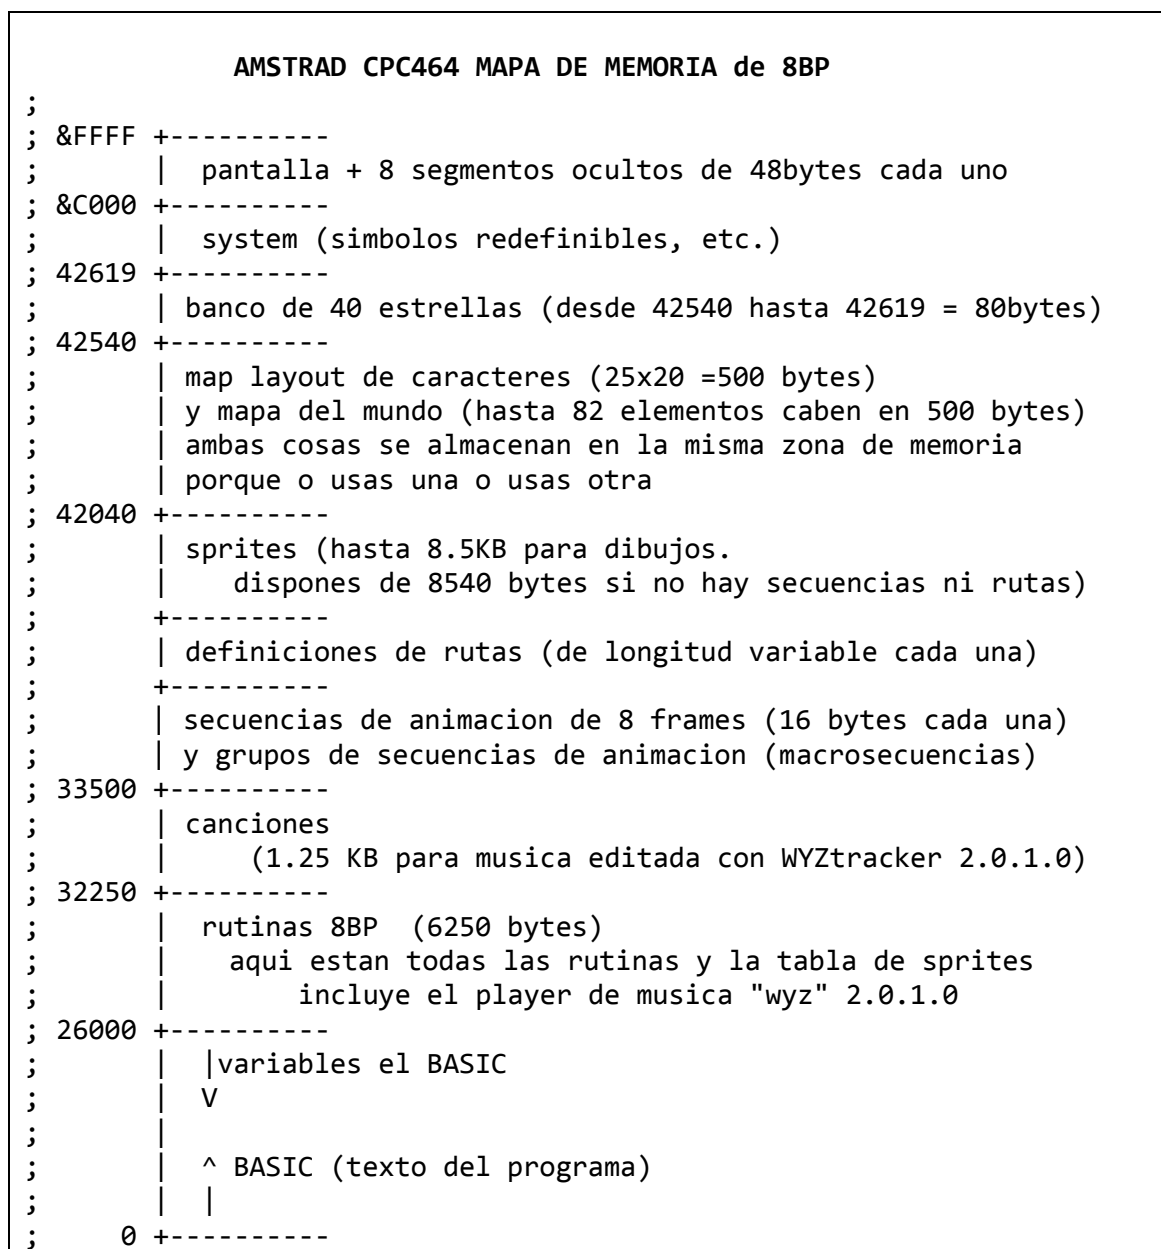 AMSTRAD CPC464 MAPA DE MEMORIA de 8BP
;
; &FFFF +----------
;       |  pantalla + 8 segmentos ocultos de 48bytes cada uno
; &C000 +----------
;       |  system (simbolos redefinibles, etc.)
; 42619 +----------
;       | banco de 40 estrellas (desde 42540 hasta 42619 = 80bytes)
; 42540 +----------
;       | map layout de caracteres (25x20 =500 bytes)
;       | y mapa del mundo (hasta 82 elementos caben en 500 bytes)
;       | ambas cosas se almacenan en la misma zona de memoria
;       | porque o usas una o usas otra
; 42040 +----------
;       | sprites (hasta 8.5KB para dibujos.
;       |    dispones de 8540 bytes si no hay secuencias ni rutas)
;       +----------
;       | definiciones de rutas (de longitud variable cada una)
;       +----------
;       | secuencias de animacion de 8 frames (16 bytes cada una)
;       | y grupos de secuencias de animacion (macrosecuencias)
; 33500 +----------
;       | canciones
;       |     (1.25 KB para musica editada con WYZtracker 2.0.1.0)
; 32250 +----------
;       |  rutinas 8BP  (6250 bytes)
;       |    aqui estan todas las rutinas y la tabla de sprites
;       |        incluye el player de musica "wyz" 2.0.1.0
; 26000 +----------
;       |  |variables el BASIC
;       |  V
;       |
;       |  ^ BASIC (texto del programa)
;       |  |
;     0 +----------